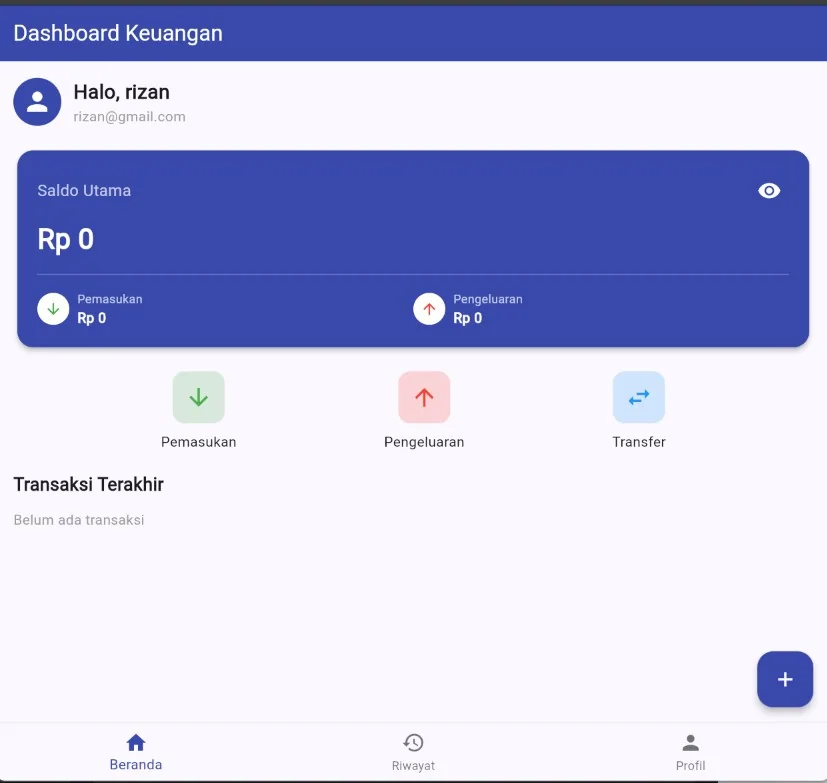 Dashboard Keuangan
Halo, rizan
rizan@gmail.com
Saldo Utama
Rp 0
Pemasukan
Rp 0
Pengeluaran
Rp 0
Pemasukan
Pengeluaran
Transfer
Transaksi Terakhir
Belum ada transaksi
Beranda
Riwayat
Profil